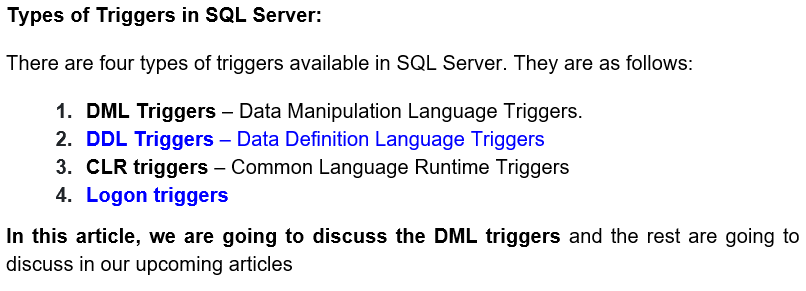 Types of Triggers in SQL Server:
There are four types of triggers available in SQL Server. They are as follows:
1. DML Triggers – Data Manipulation Language Triggers.
2. DDL Triggers – Data Definition Language Triggers
3. CLR triggers – Common Language Runtime Triggers
4. Logon triggers
In this article, we are going to discuss the DML triggers and the rest are going to
discuss in our upcoming articles